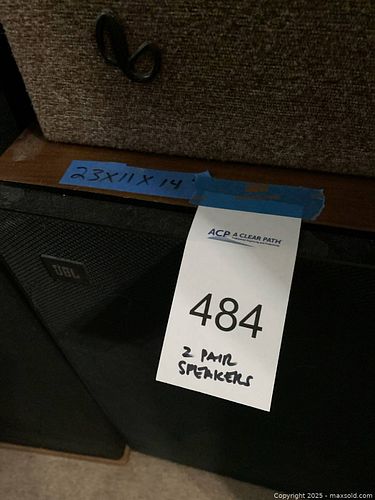 23X11X14
ACP A CLEAR PATH
484
2 PAIR
SPEAKERS
JBL
Copyright 2025 - maxsold.com